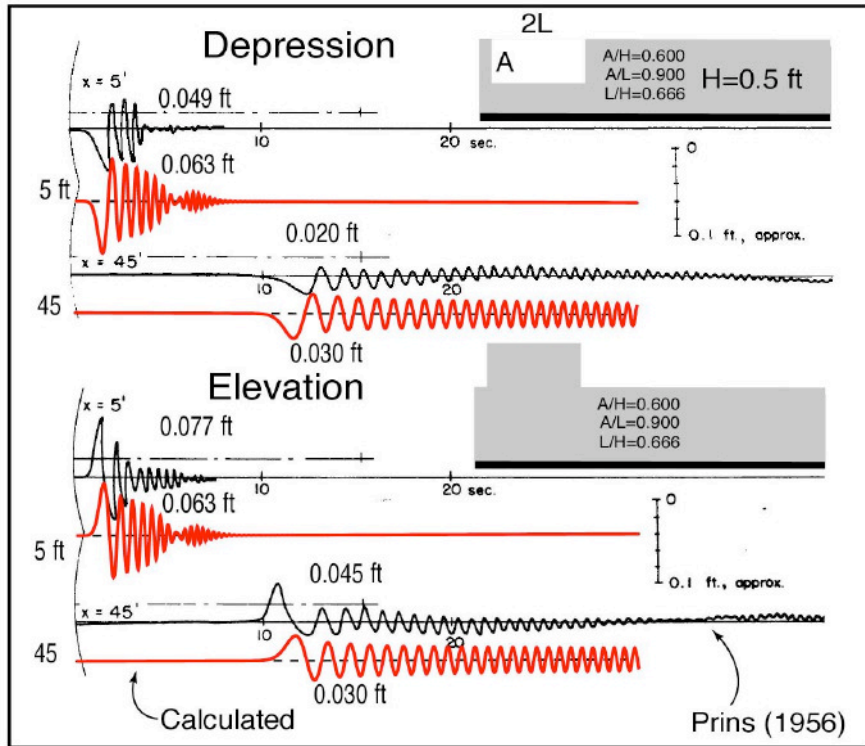 Depression
2L
A
A/H=0.600
A/L=0.900
L/H=0.666
H=0.5 ft
x = 5'
0.049 ft
10
20
sec.
0
0.1 ft., approx.
0.063 ft
5 ft
0.020 ft
x = 45'
10
20
45
0.030 ft
Elevation
x = 5'
0.077 ft
A/H=0.600
A/L=0.900
L/H=0.666
10
20
sec.
0
0.1 ft., approx.
0.063 ft
5 ft
0.045 ft
x = 45'
10
20
45
0.030 ft
Calculated
Prins (1956)